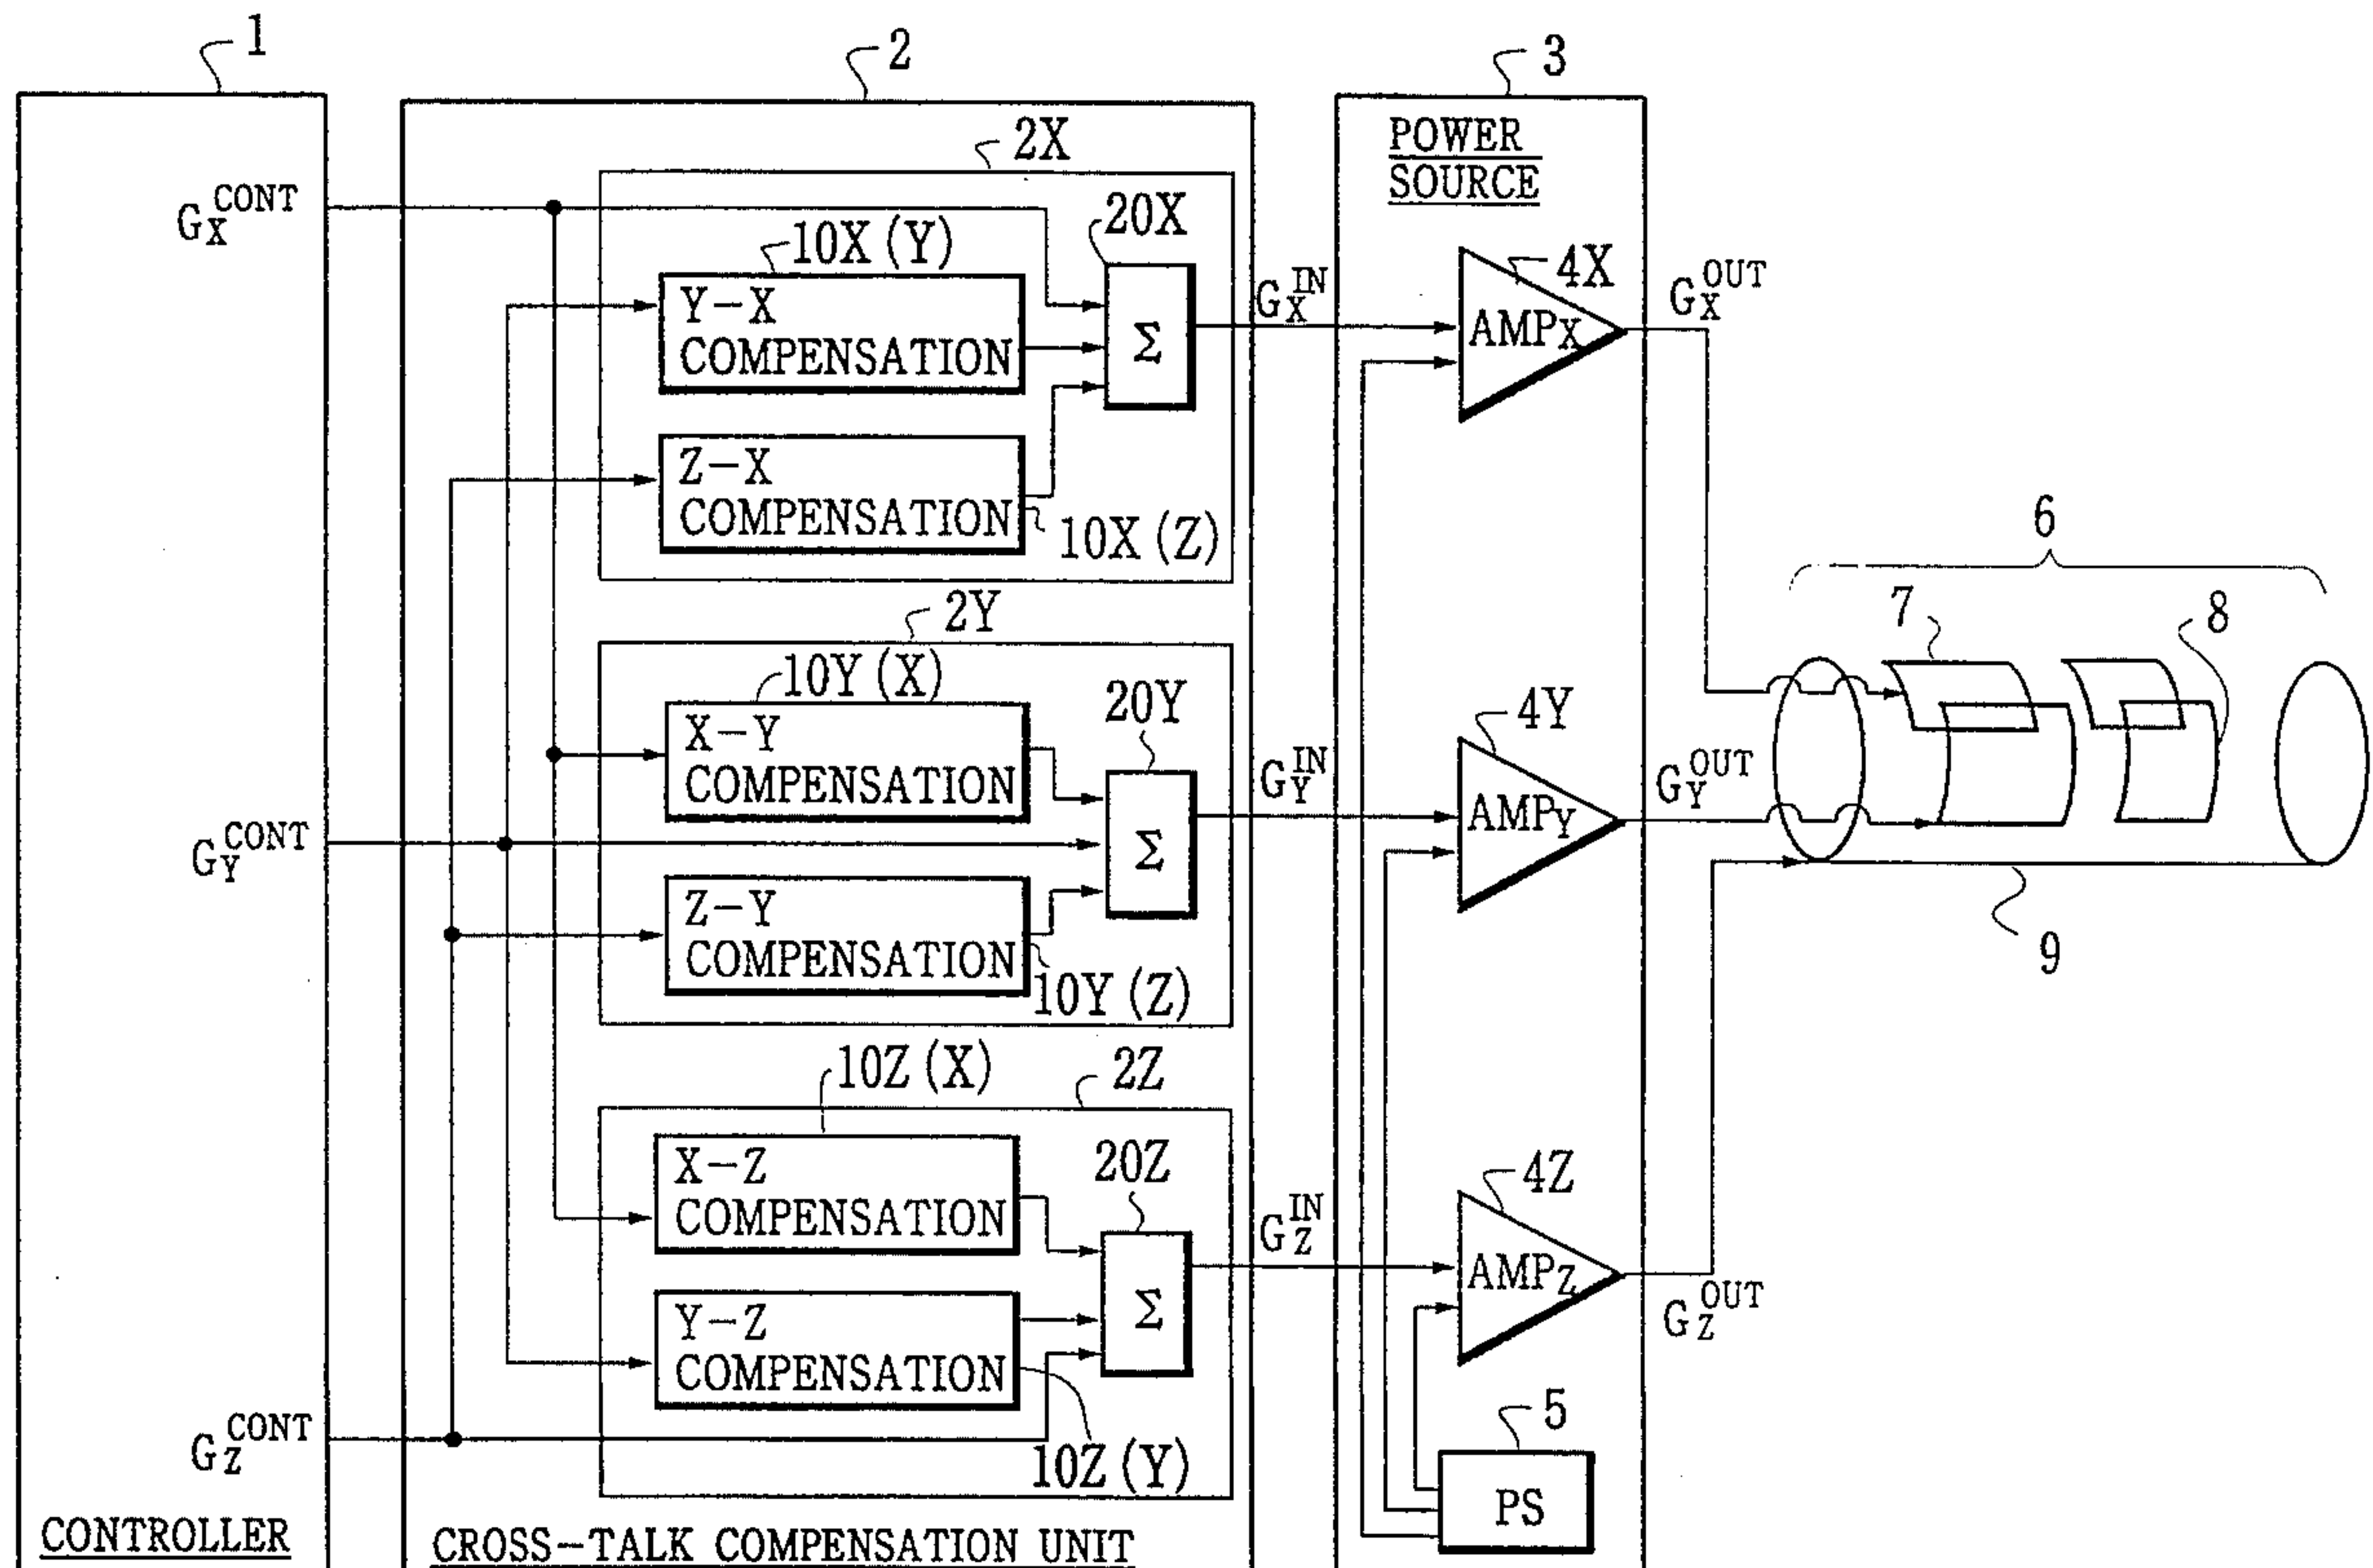 1
2
3
POWER
SOURCE
2X
G_X^CONT
10X (Y)
20X
Y-X
COMPENSATION
Σ
G_X^IN
4X
AMP_X
G_X^OUT
Z-X
COMPENSATION
10X (Z)
6
7
8
2Y
10Y (X)
20Y
X-Y
COMPENSATION
G_Y^CONT
Σ
G_Y^IN
4Y
AMP_Y
G_Y^OUT
Z-Y
COMPENSATION
10Y (Z)
9
10Z (X)
2Z
X-Z
COMPENSATION
20Z
Σ
G_Z^IN
4Z
AMP_Z
G_Z^OUT
Y-Z
COMPENSATION
10Z (Y)
G_Z^CONT
5
PS
CONTROLLER
CROSS-TALK COMPENSATION UNIT